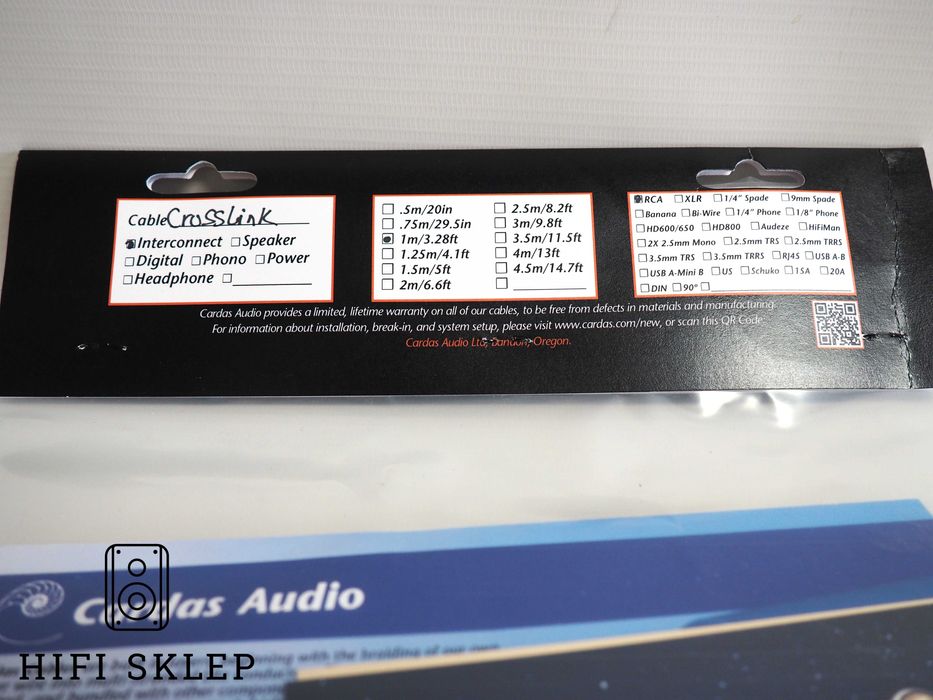 Cable Crosslink
Interconnect Speaker
Digital Phono Power
Headphone
.5m/20in
.75m/29.5in
1m/3.28ft
1.25m/4.1ft
1.5m/5ft
2m/6.6ft
2.5m/8.2ft
3m/9.8ft
3.5m/11.5ft
4m/13ft
4.5m/14.7ft
RCA XLR 1/4" Spade 9mm Spade
Banana Bi-Wire 1/4" Phone 1/8" Phone
HD600/650 HD800 Audeze HiFiMan
2X 2.5mm Mono 2.5mm TRS 2.5mm TRRS
3.5mm TRS 3.5mm TRRS RJ45 USB A-B
USB A-Mini B US Schuko 15A 20A
DIN 90°
Cardas Audio provides a limited, lifetime warranty on all of our cables, to be free from defects in materials and manufacturing.
For information about installation, break-in, and system setup, please visit www.cardas.com/new, or scan this QR Code:
Cardas Audio Ltd, Bandon, Oregon.
Cardas Audio
HIFI SKLEP